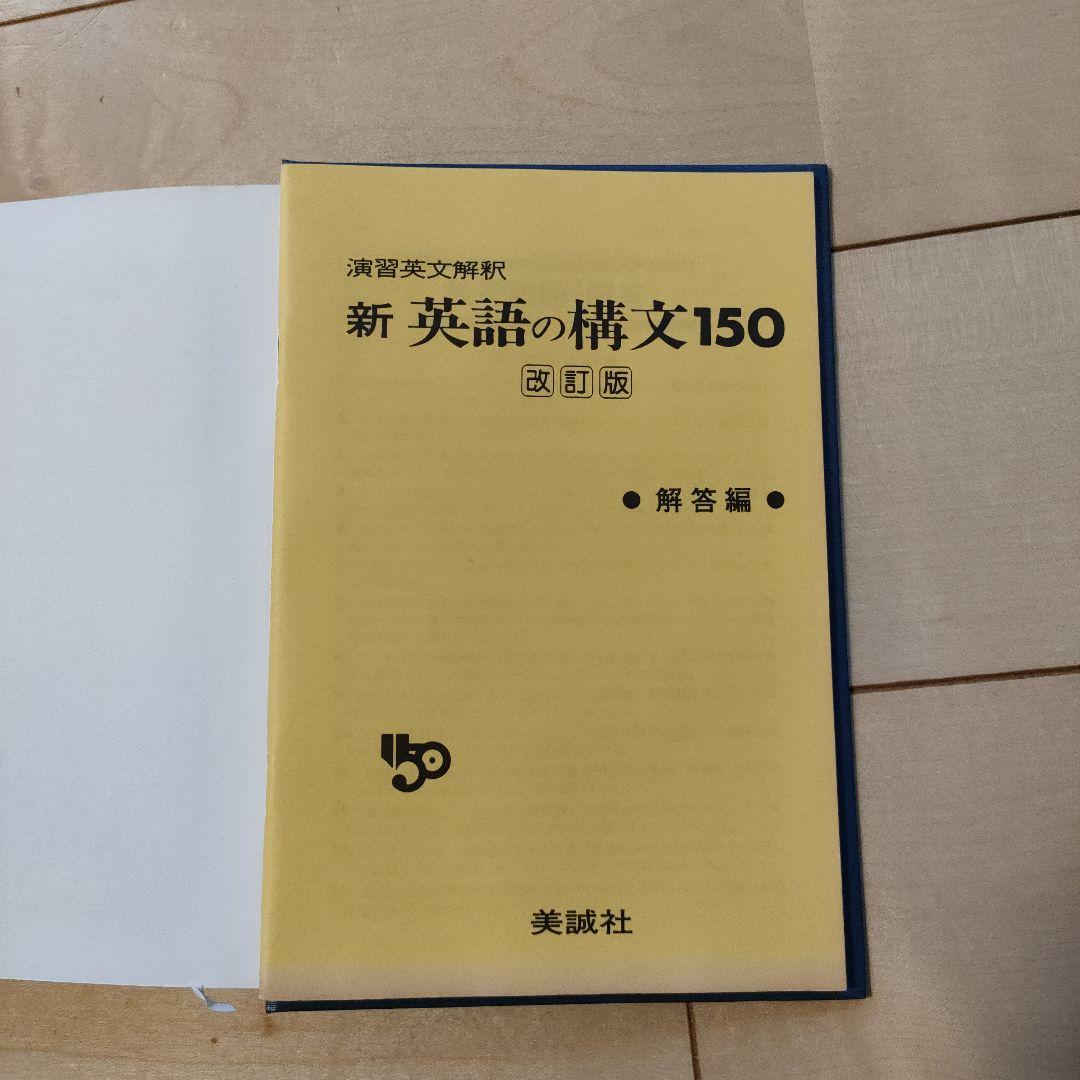 演習英文解釈
新 英語の構文150
改訂版
● 解答編 ●
150
美誠社